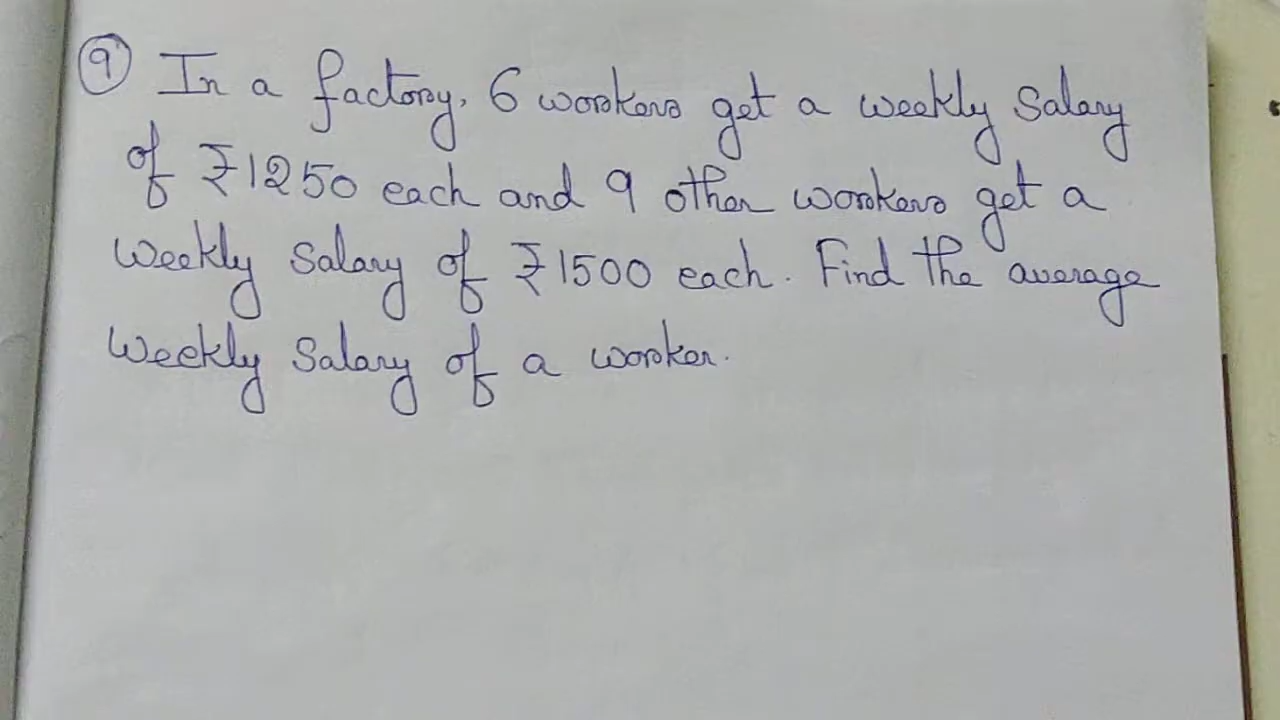 9 In a factory, 6 workers get a weekly Salary
of ₹1250 each and 9 other workers get a
Weekly Salary of ₹1500 each. Find the average
Weekly Salary of a worker.